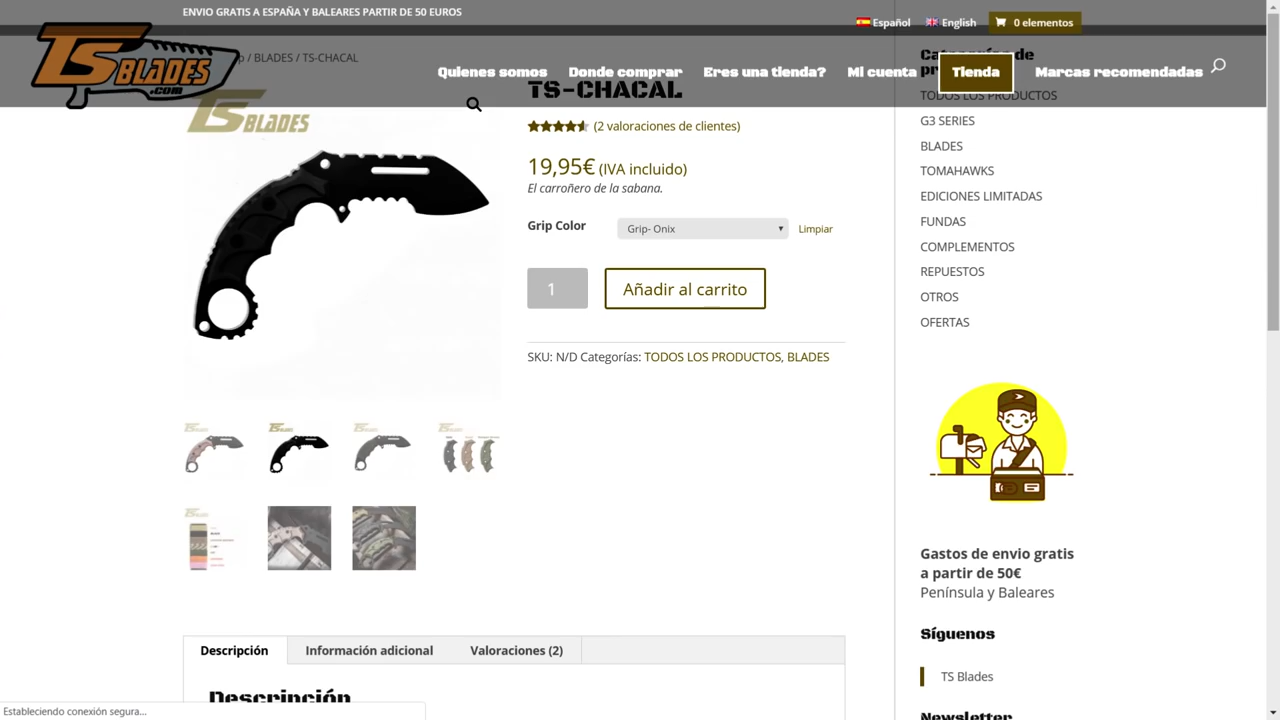 ENVIO GRATIS A ESPAÑA Y BALEARES PARTIR DE 50 EUROS
Español
English
0 elementos
TS BLADES .COM
/ BLADES / TS-CHACAL
Quienes somos
Donde comprar
Eres una tienda?
Mi cuenta
Tienda
Marcas recomendadas
TS BLADES
TS-CHACAL
(2 valoraciones de clientes)
19,95€ (IVA incluido)
El carroñero de la sabana.
Grip Color
Grip- Onix
Limpiar
1
Añadir al carrito
SKU: N/D Categorías: TODOS LOS PRODUCTOS, BLADES
Descripción
Información adicional
Valoraciones (2)
Descripción
Categorías de
TODOS LOS PRODUCTOS
G3 SERIES
BLADES
TOMAHAWKS
EDICIONES LIMITADAS
FUNDAS
COMPLEMENTOS
REPUESTOS
OTROS
OFERTAS
Gastos de envio gratis
a partir de 50€
Península y Baleares
Síguenos
TS Blades
Newsletter
Estableciendo conexión segura...